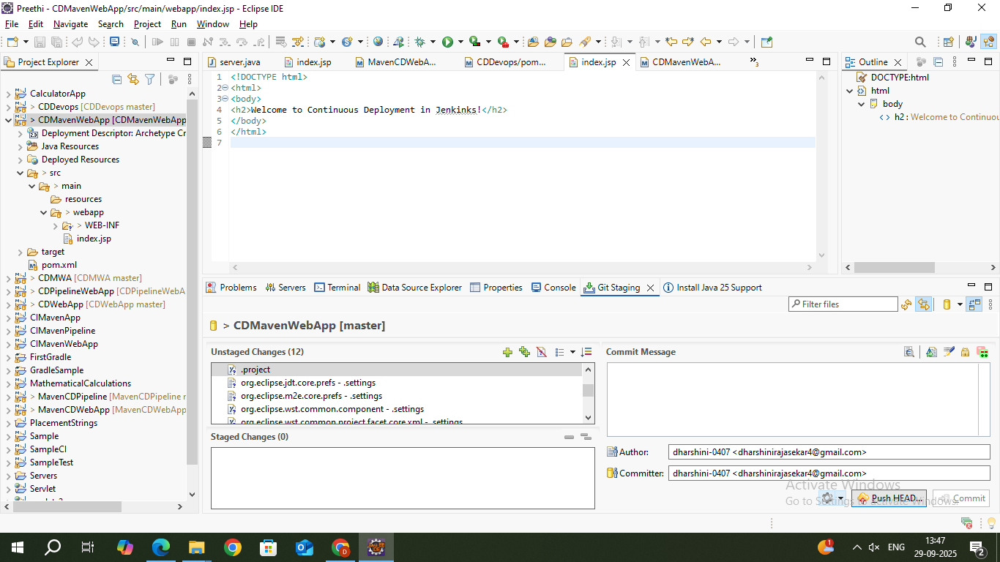 Preethi - CDMavenWebApp/src/main/webapp/index.jsp - Eclipse IDE
File Edit Navigate Search Project Run Window Help
Project Explorer
CalculatorApp
> CDDevops [CDDevops master]
> CDMavenWebApp [CDMavenWebApp
Deployment Descriptor: Archetype Cr
Java Resources
Deployed Resources
> src
> main
resources
> webapp
> WEB-INF
index.jsp
target
pom.xml
> CDMWA [CDMWA master]
> CDPipelineWebApp [CDPipelineWebA
> CDWebApp [CDWebApp master]
CIMavenApp
CIMavenPipeline
CIMavenWebApp
FirstGradle
GradleSample
MathematicalCalculations
> MavenCDPipeline [MavenCDPipeline r
> MavenCDWebApp [MavenCDWebApp
PlacementStrings
Sample
SampleCI
SampleTest
Servers
Servlet
server.java index.jsp MavenCDWebA... CDDevops/pom... index.jsp CDMavenWebA... »3
1 <!DOCTYPE html>
2 <html>
3 <body>
4 <h2>Welcome to Continuous Deployment in Jenkinks!</h2>
5 </body>
6 </html>
7
Outline
DOCTYPE:html
html
body
<> h2 : Welcome to Continuou
Problems Servers Terminal Data Source Explorer Properties Console Git Staging Install Java 25 Support
Filter files
> CDMavenWebApp [master]
Unstaged Changes (12)
.project
org.eclipse.jdt.core.prefs - .settings
org.eclipse.m2e.core.prefs - .settings
org.eclipse.wst.common.component - .settings
org.eclipse.wst.common.project.facet.core.xml - .settings
Staged Changes (0)
Commit Message
Author: dharshini-0407 <dharshinirajasekar4@gmail.com>
Committer: dharshini-0407 <dharshinirajasekar4@gmail.com>
Activate Windows
Go to Settings to activate Windows.
Push HEAD... Commit
1
ENG
13:47
29-09-2025
2